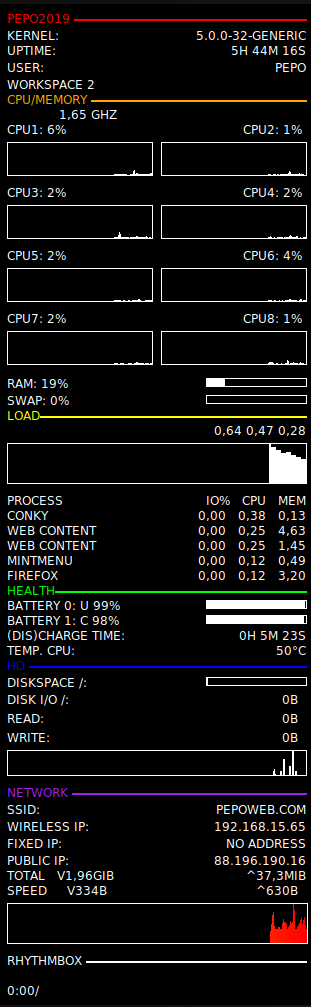 PEPO2019
KERNEL: 5.0.0-32-GENERIC
UPTIME: 5H 44M 16S
USER: PEPO
WORKSPACE 2
CPU/MEMORY
1,65 GHZ
CPU1: 6% CPU2: 1%
CPU3: 2% CPU4: 2%
CPU5: 2% CPU6: 4%
CPU7: 2% CPU8: 1%
RAM: 19%
SWAP: 0%
LOAD
0,64 0,47 0,28
PROCESS IO% CPU MEM
CONKY 0,00 0,38 0,13
WEB CONTENT 0,00 0,25 4,63
WEB CONTENT 0,00 0,25 1,45
MINTMENU 0,00 0,12 0,49
FIREFOX 0,00 0,12 3,20
HEALTH
BATTERY 0: U 99%
BATTERY 1: C 98%
(DIS)CHARGE TIME: 0H 5M 23S
TEMP. CPU: 50°C
HD
DISKSPACE /:
DISK I/O /: 0B
READ: 0B
WRITE: 0B
NETWORK
SSID: PEPOWEB.COM
WIRELESS IP: 192.168.15.65
FIXED IP: NO ADDRESS
PUBLIC IP: 88.196.190.16
TOTAL V1,96GIB ^37,3MIB
SPEED V334B ^630B
RHYTHMBOX
0:00/